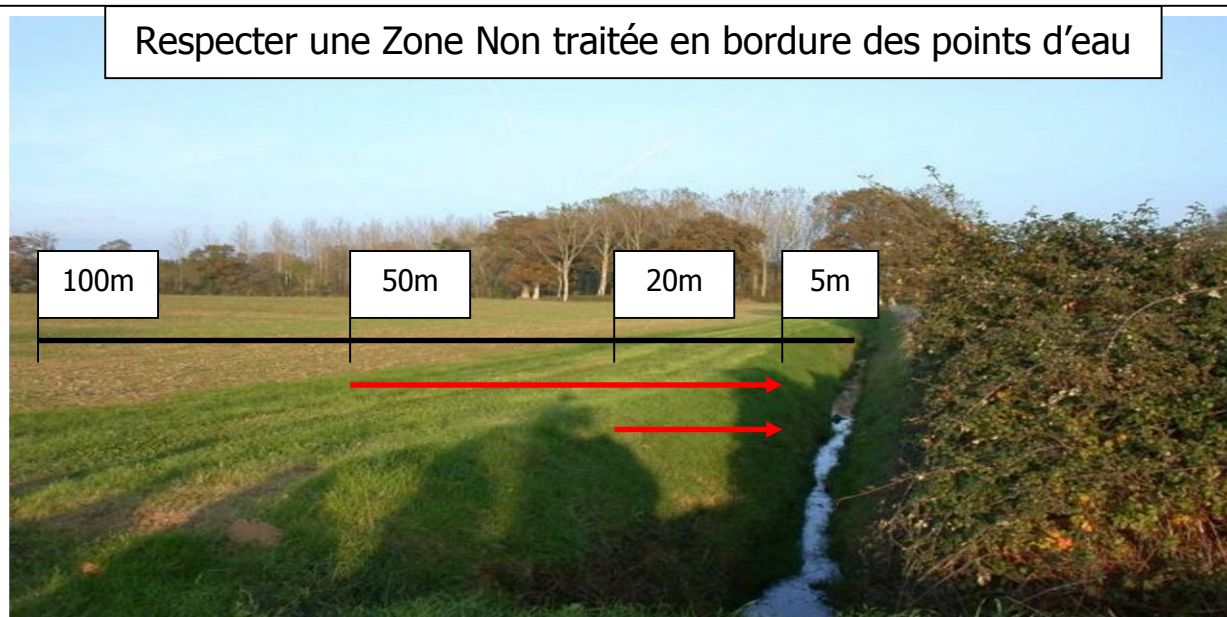 Respecter une Zone Non traitée en bordure des points d’eau
100m
50m
20m
5m